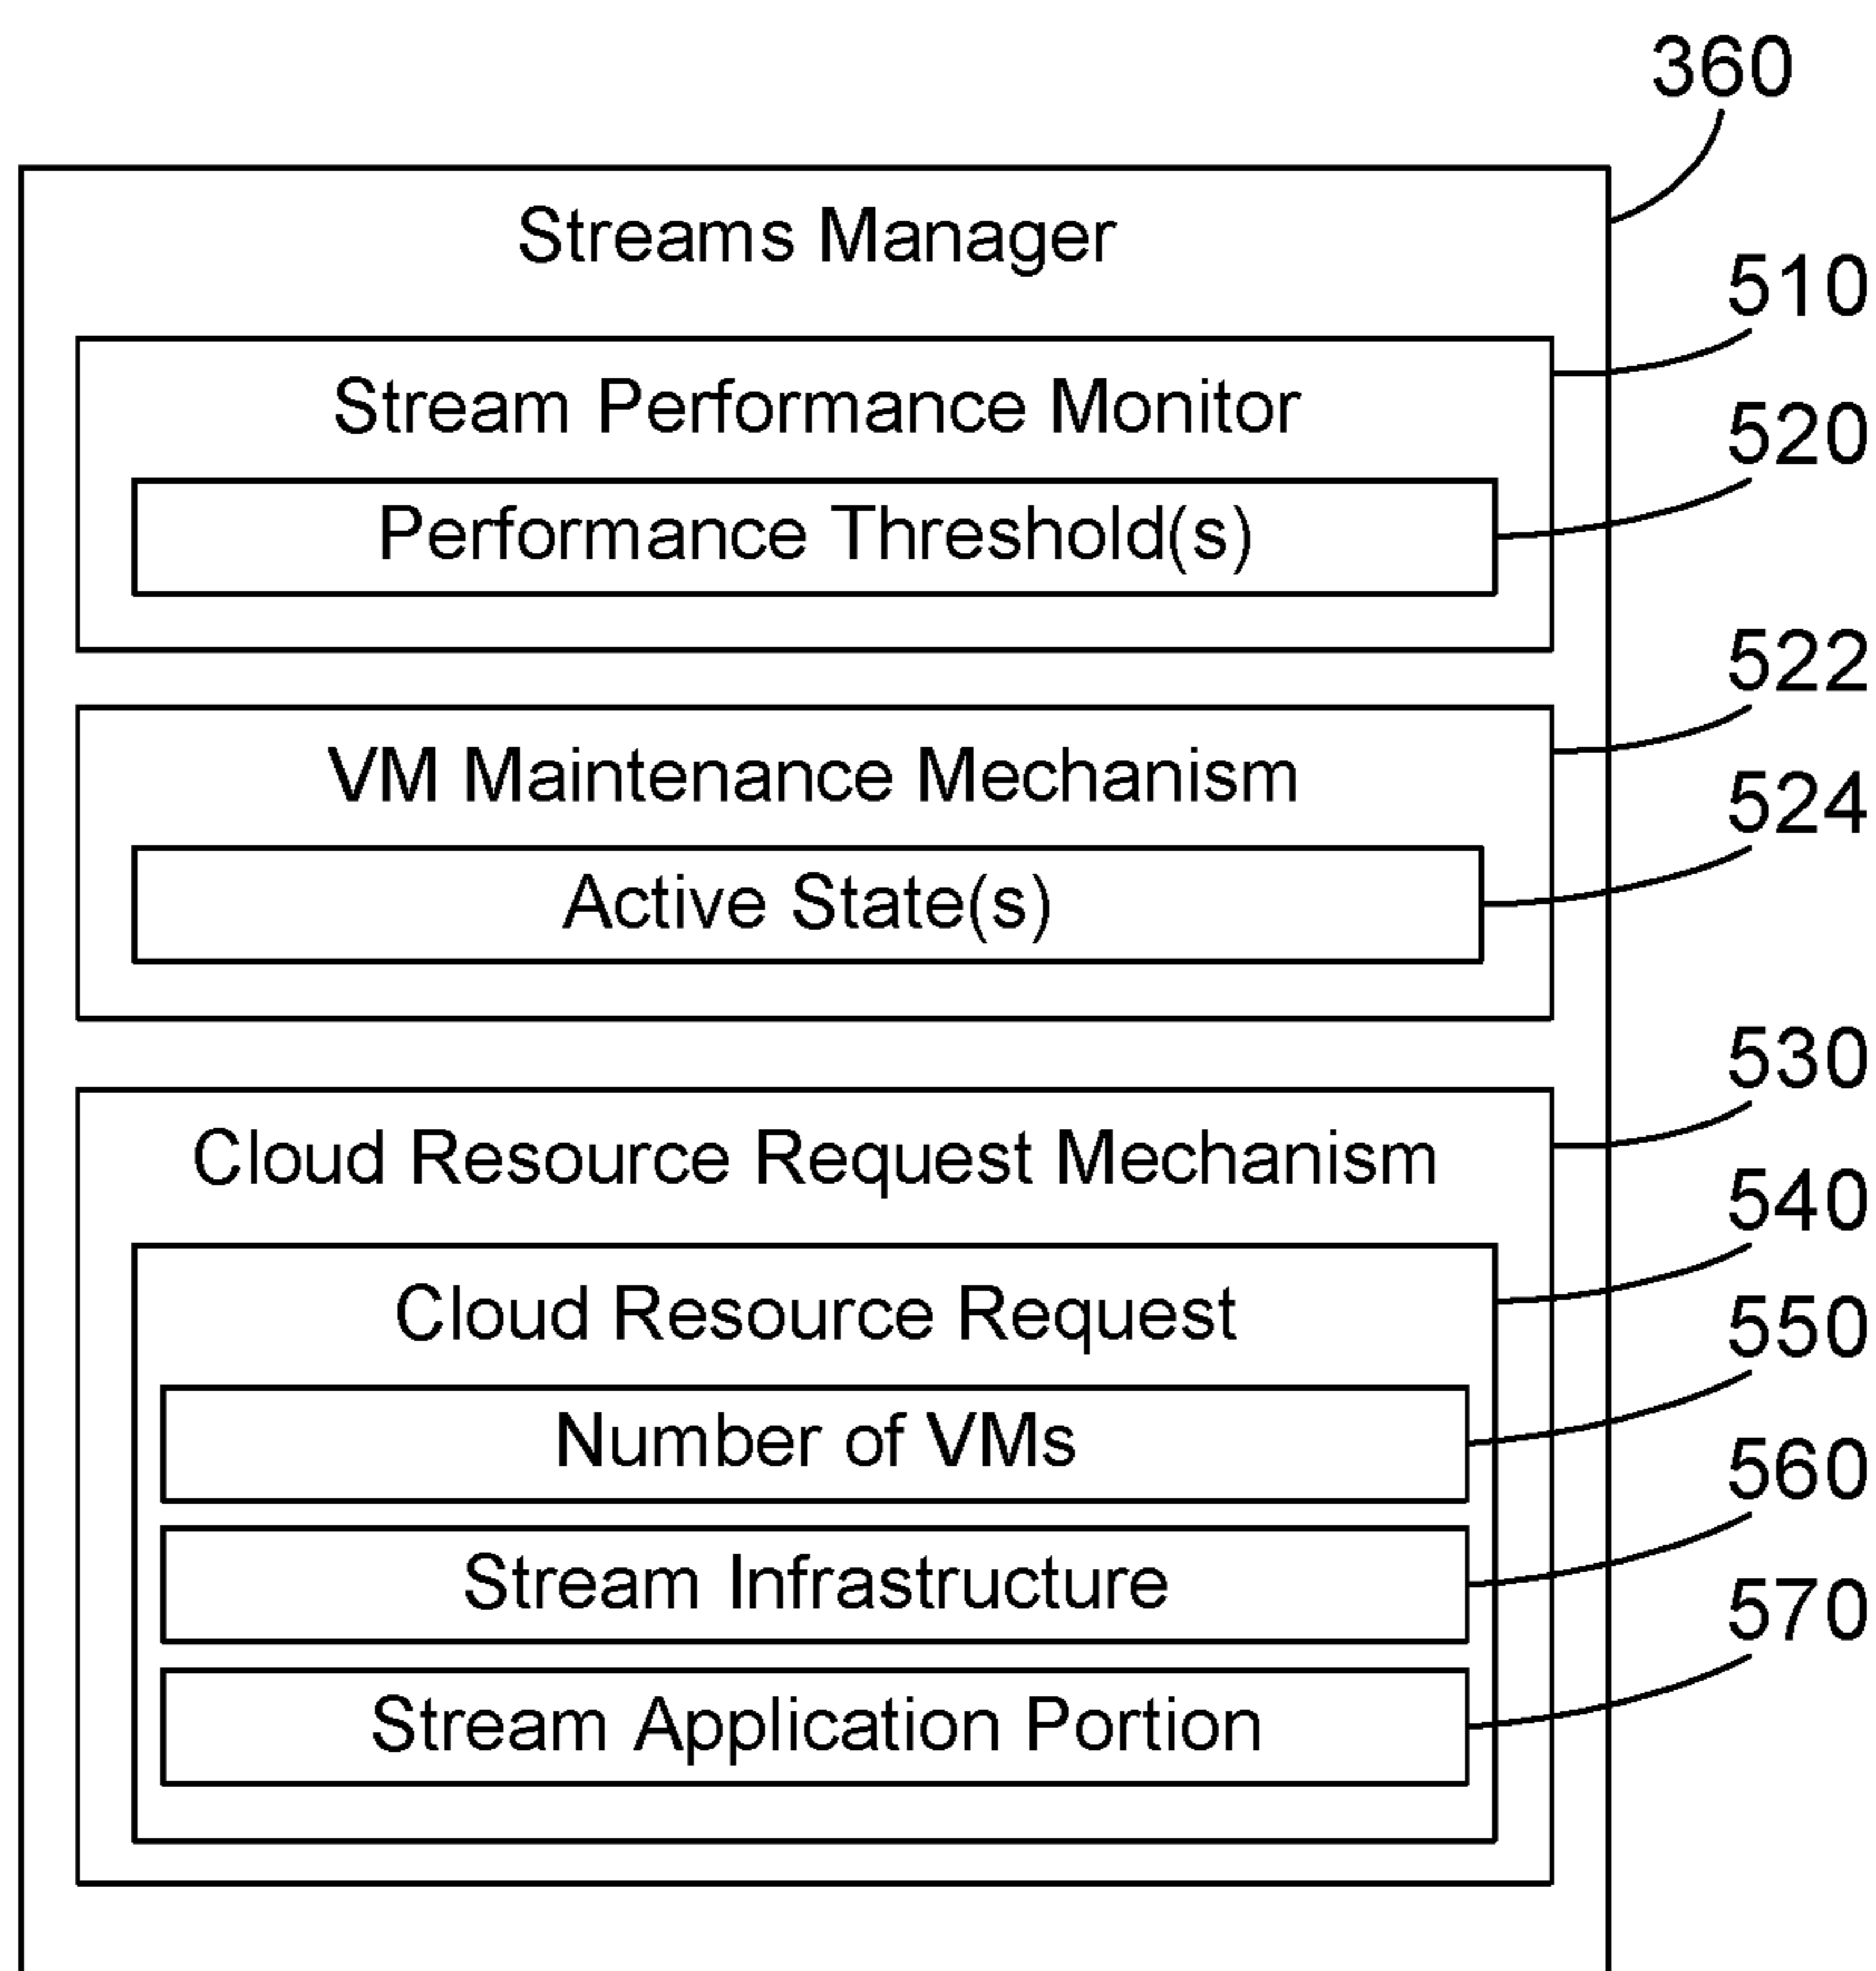 360
Streams Manager
510
Stream Performance Monitor
520
Performance Threshold(s)
522
VM Maintenance Mechanism
524
Active State(s)
530
Cloud Resource Request Mechanism
540
Cloud Resource Request
550
Number of VMs
560
Stream Infrastructure
570
Stream Application Portion